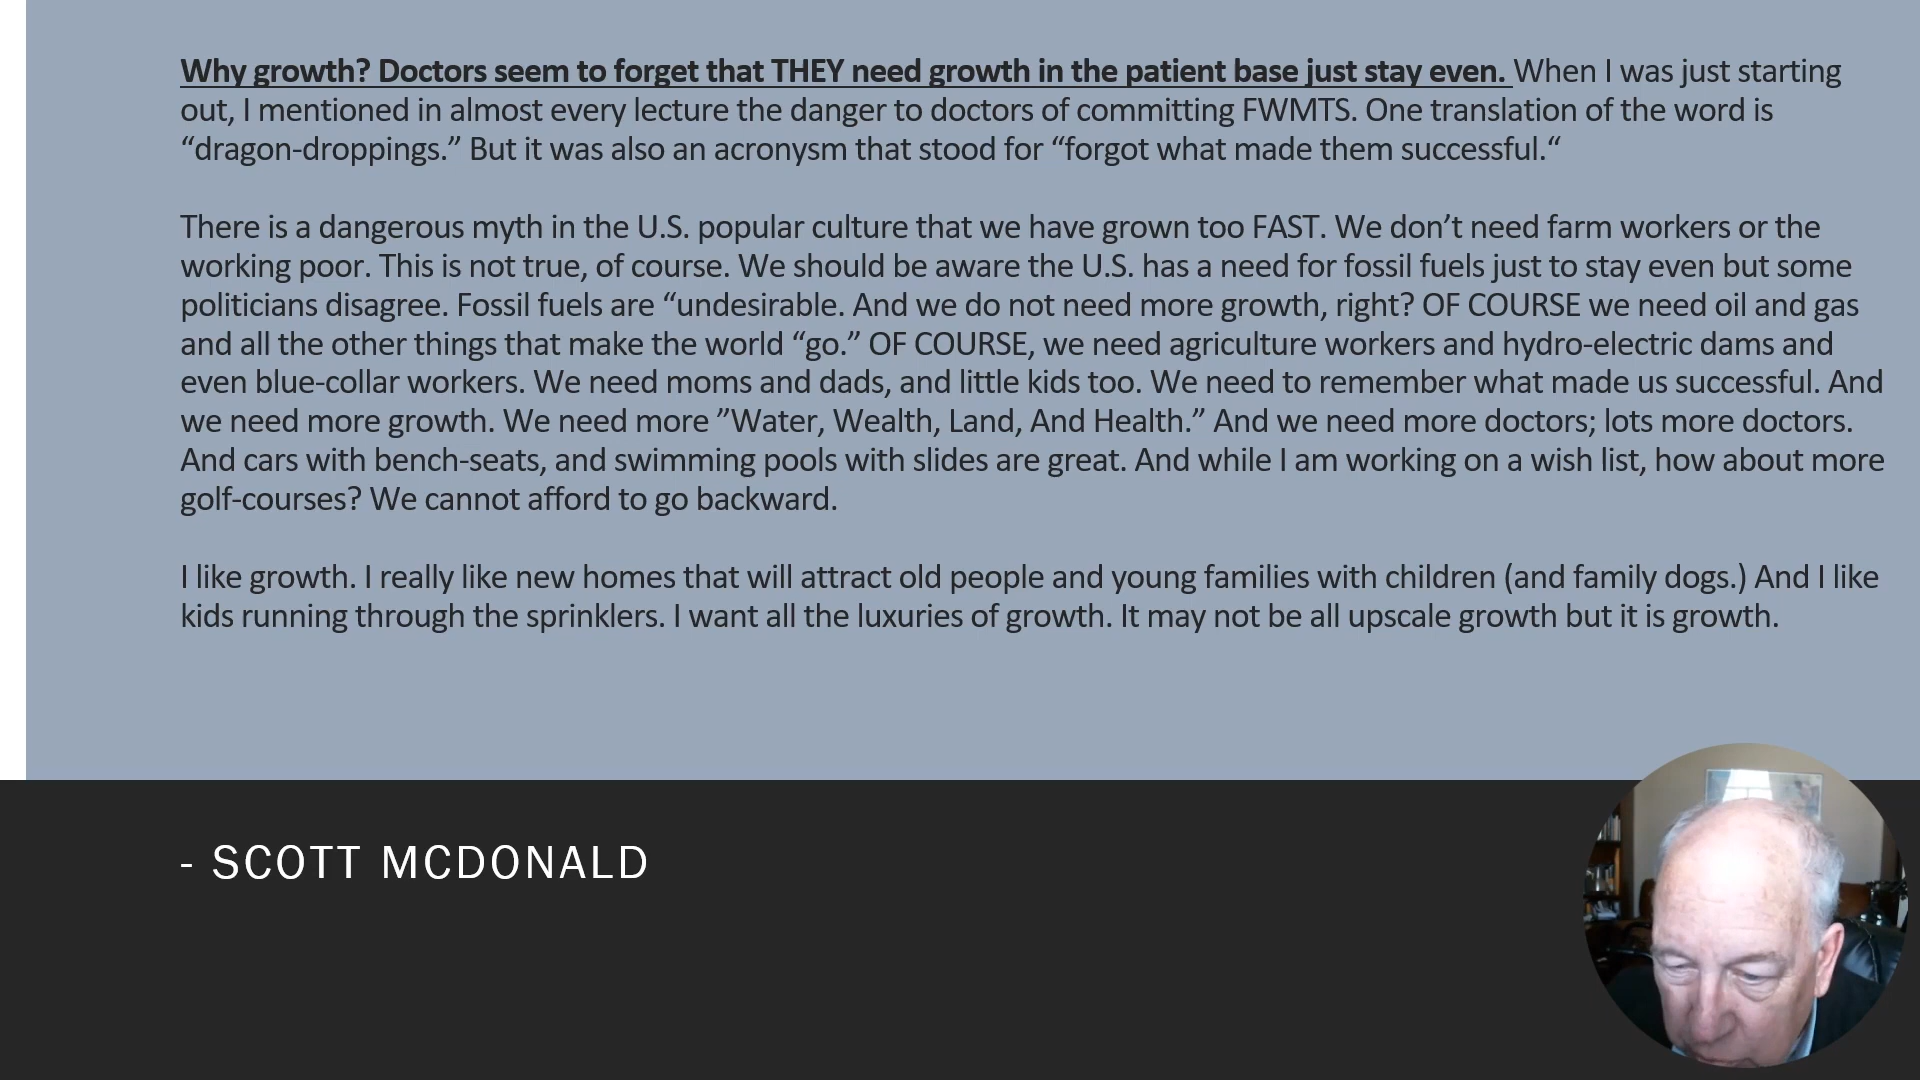 Why growth? Doctors seem to forget that THEY need growth in the patient base just stay even. When I was just starting
out, I mentioned in almost every lecture the danger to doctors of committing FWMTS. One translation of the word is
“dragon-droppings.” But it was also an acronysm that stood for “forgot what made them successful.“
There is a dangerous myth in the U.S. popular culture that we have grown too FAST. We don’t need farm workers or the
working poor. This is not true, of course. We should be aware the U.S. has a need for fossil fuels just to stay even but some
politicians disagree. Fossil fuels are “undesirable. And we do not need more growth, right? OF COURSE we need oil and gas
and all the other things that make the world “go.” OF COURSE, we need agriculture workers and hydro-electric dams and
even blue-collar workers. We need moms and dads, and little kids too. We need to remember what made us successful. And
we need more growth. We need more ”Water, Wealth, Land, And Health.” And we need more doctors; lots more doctors.
And cars with bench-seats, and swimming pools with slides are great. And while I am working on a wish list, how about more
golf-courses? We cannot afford to go backward.
I like growth. I really like new homes that will attract old people and young families with children (and family dogs.) And I like
kids running through the sprinklers. I want all the luxuries of growth. It may not be all upscale growth but it is growth.
- SCOTT MCDONALD